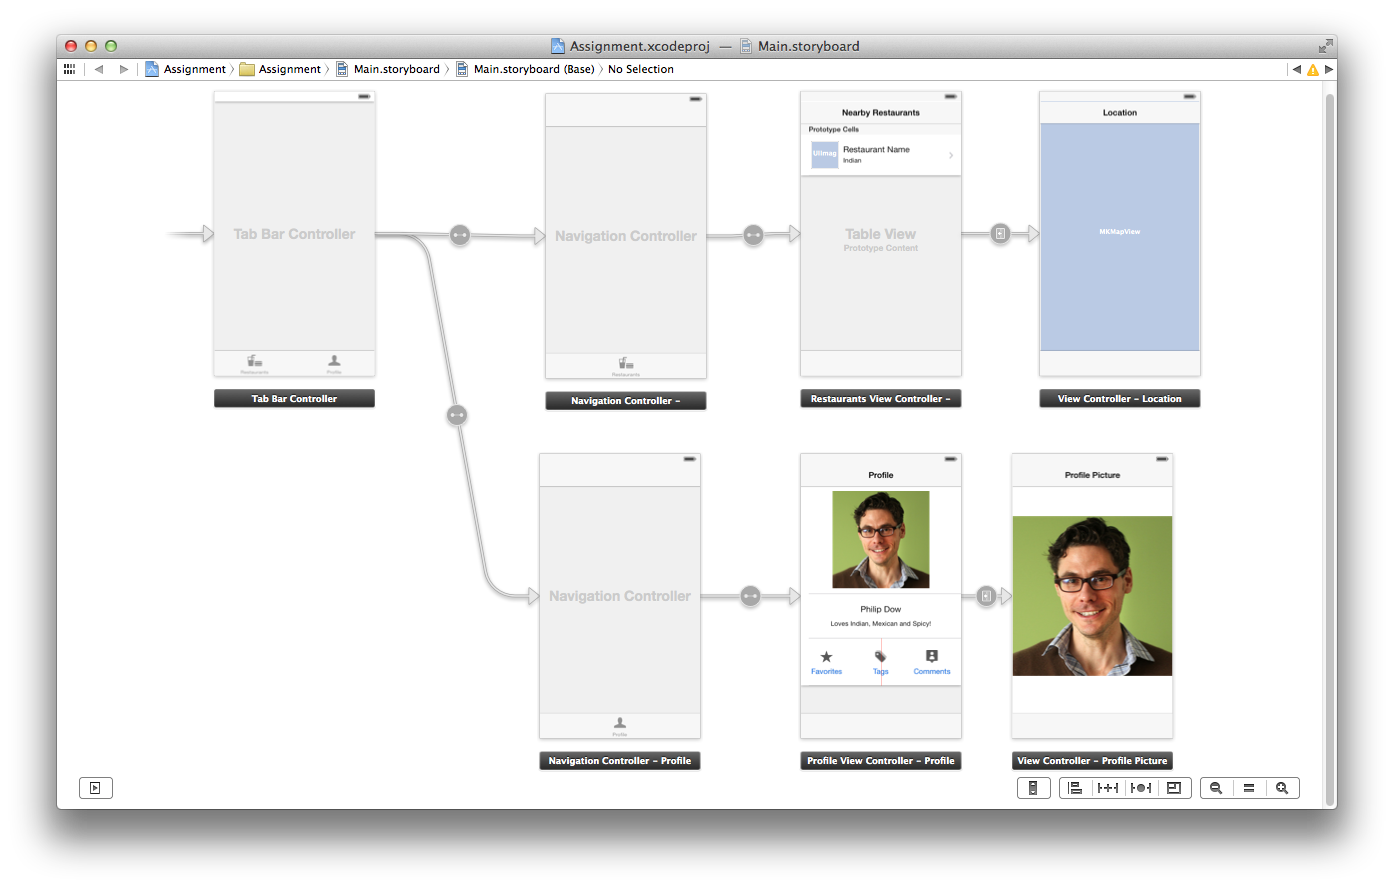 Assignment.xcodeproj — Main.storyboard
Assignment Assignment Main.storyboard Main.storyboard (Base) No Selection
Tab Bar Controller
Restaurants Profile
Tab Bar Controller
Navigation Controller
Restaurants
Navigation Controller –
Nearby Restaurants
Prototype Cells
UIImag
Restaurant Name
Indian
Table View
Prototype Content
Restaurants View Controller –
Location
MKMapView
View Controller – Location
Navigation Controller
Profile
Navigation Controller – Profile
Profile
Philip Dow
Loves Indian, Mexican and Spicy!
Favorites Tags Comments
Profile View Controller – Profile
Profile Picture
View Controller – Profile Picture